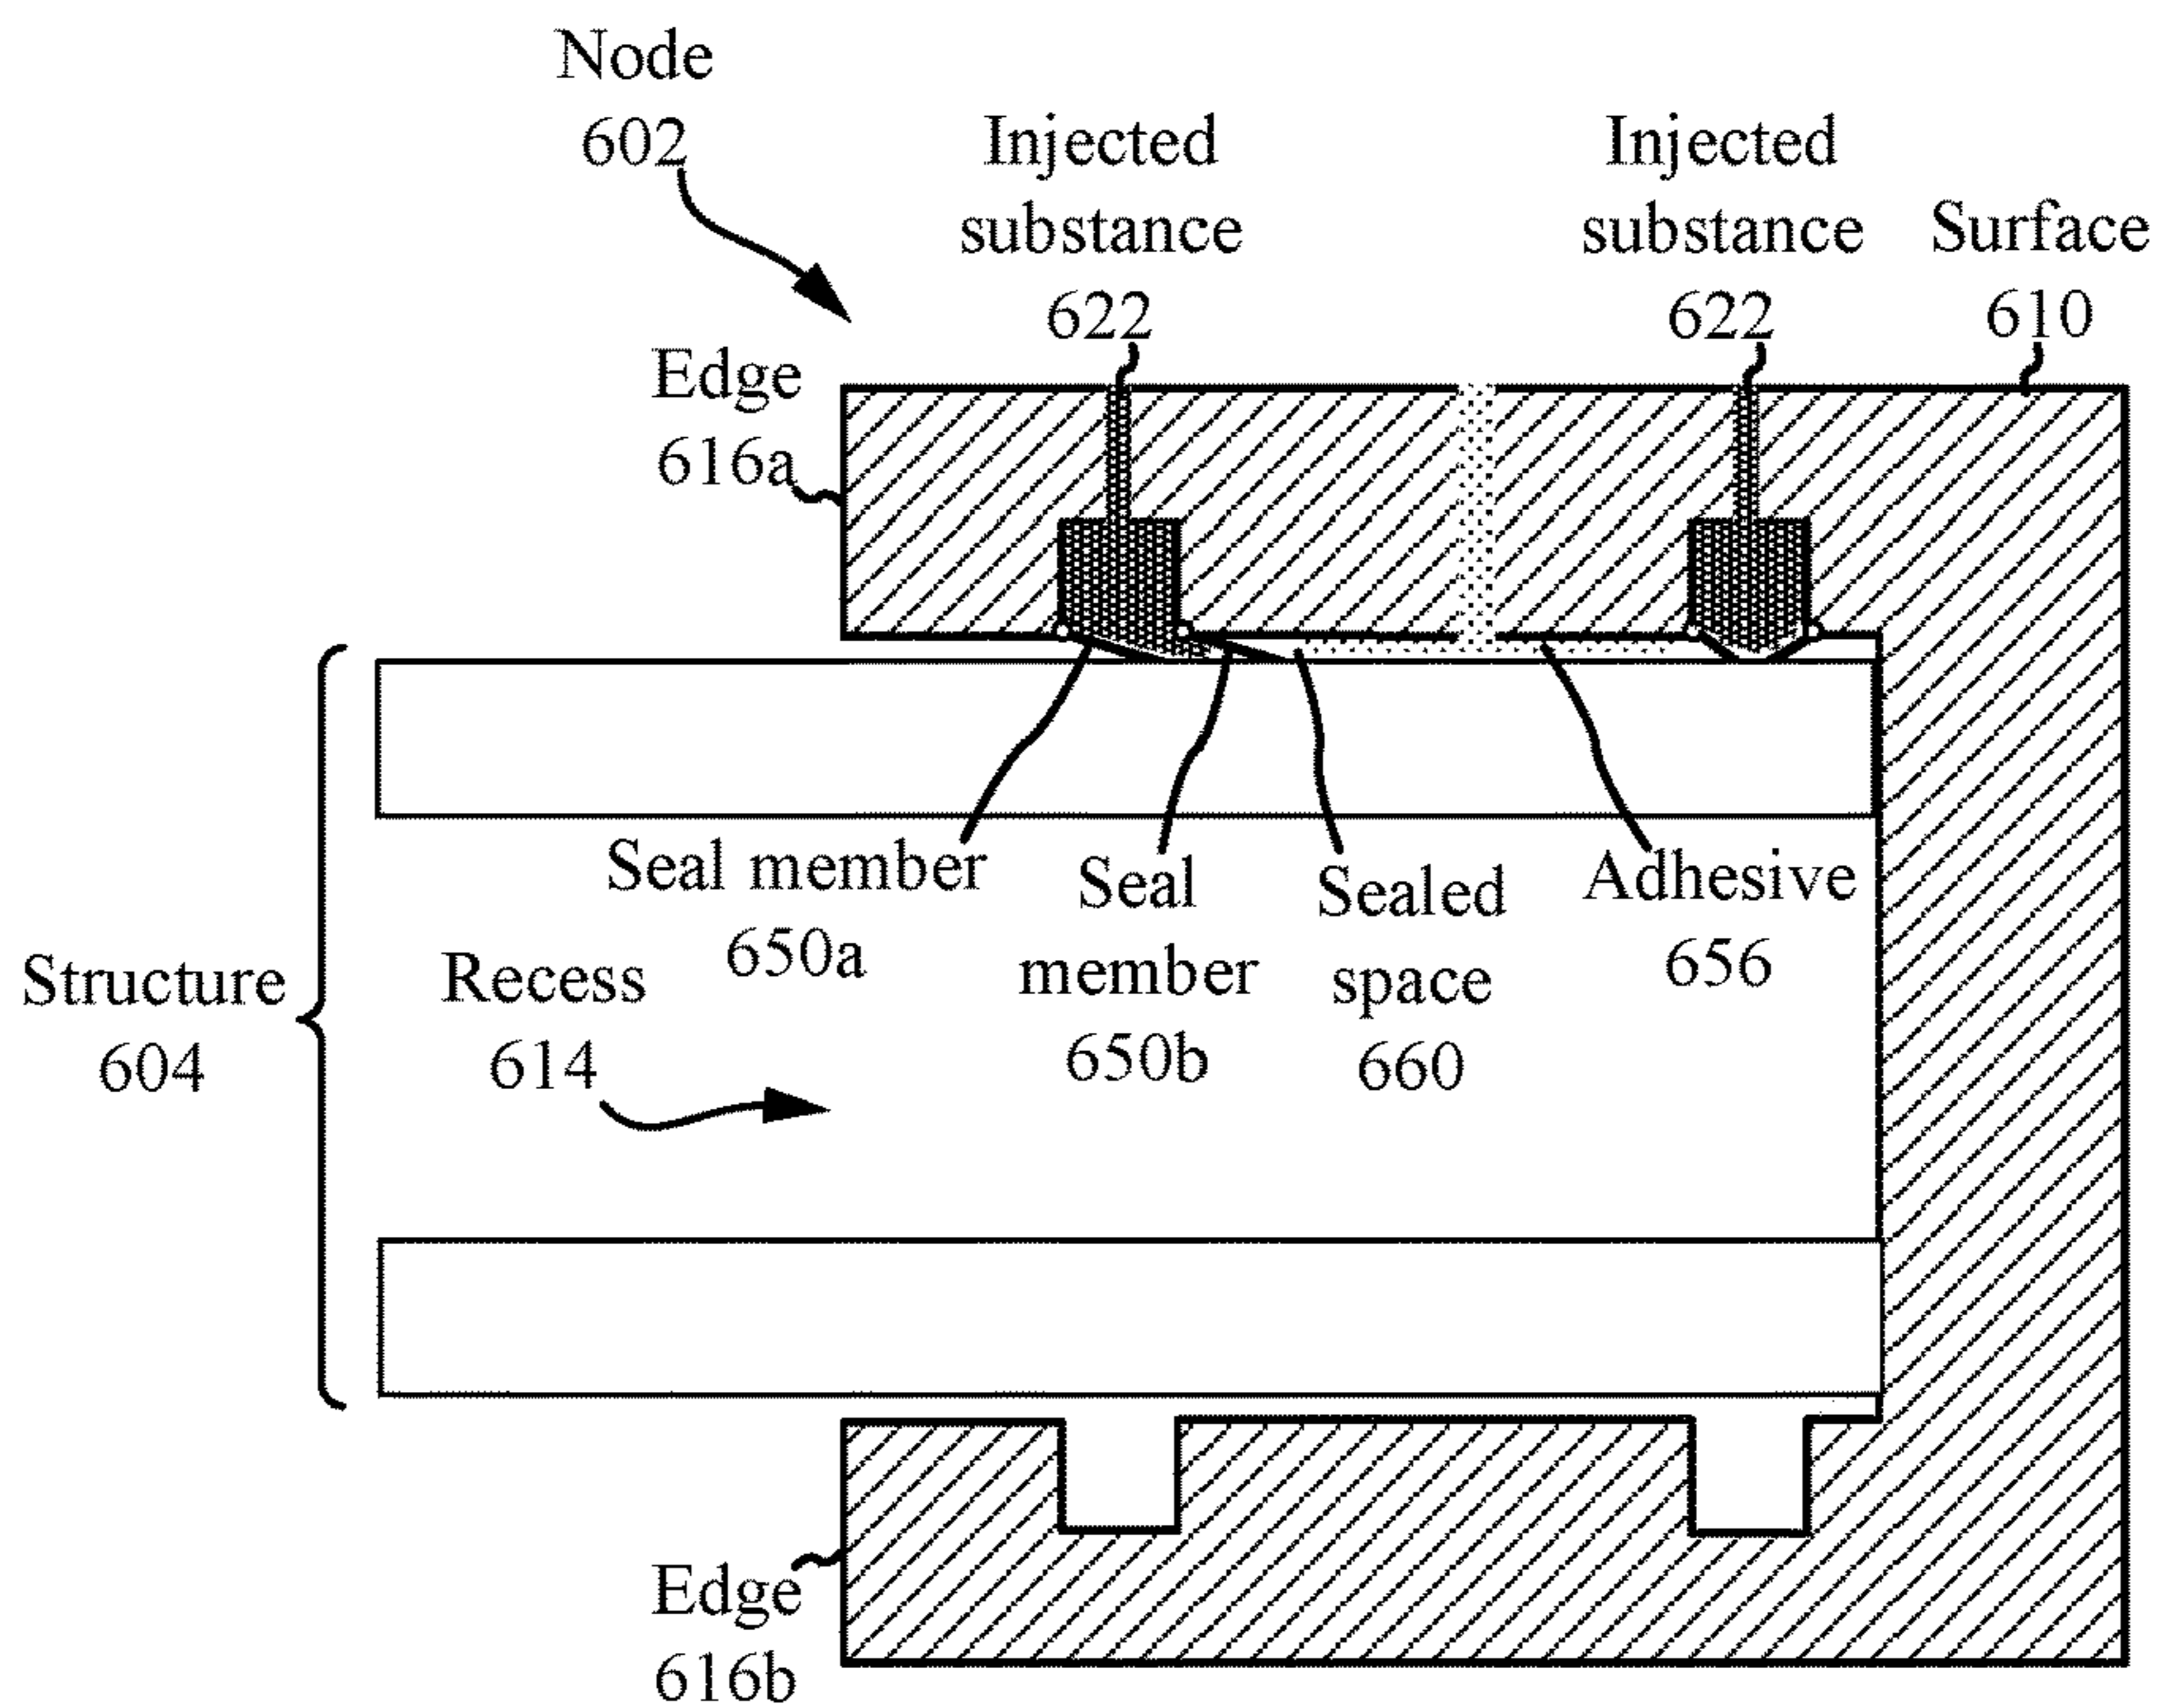 Node
602
Injected
substance
622
Injected
substance
622
Surface
610
Edge
616a
Seal member
650a
Seal
member
650b
Sealed
space
660
Adhesive
656
Structure
604
Recess
614
Edge
616b